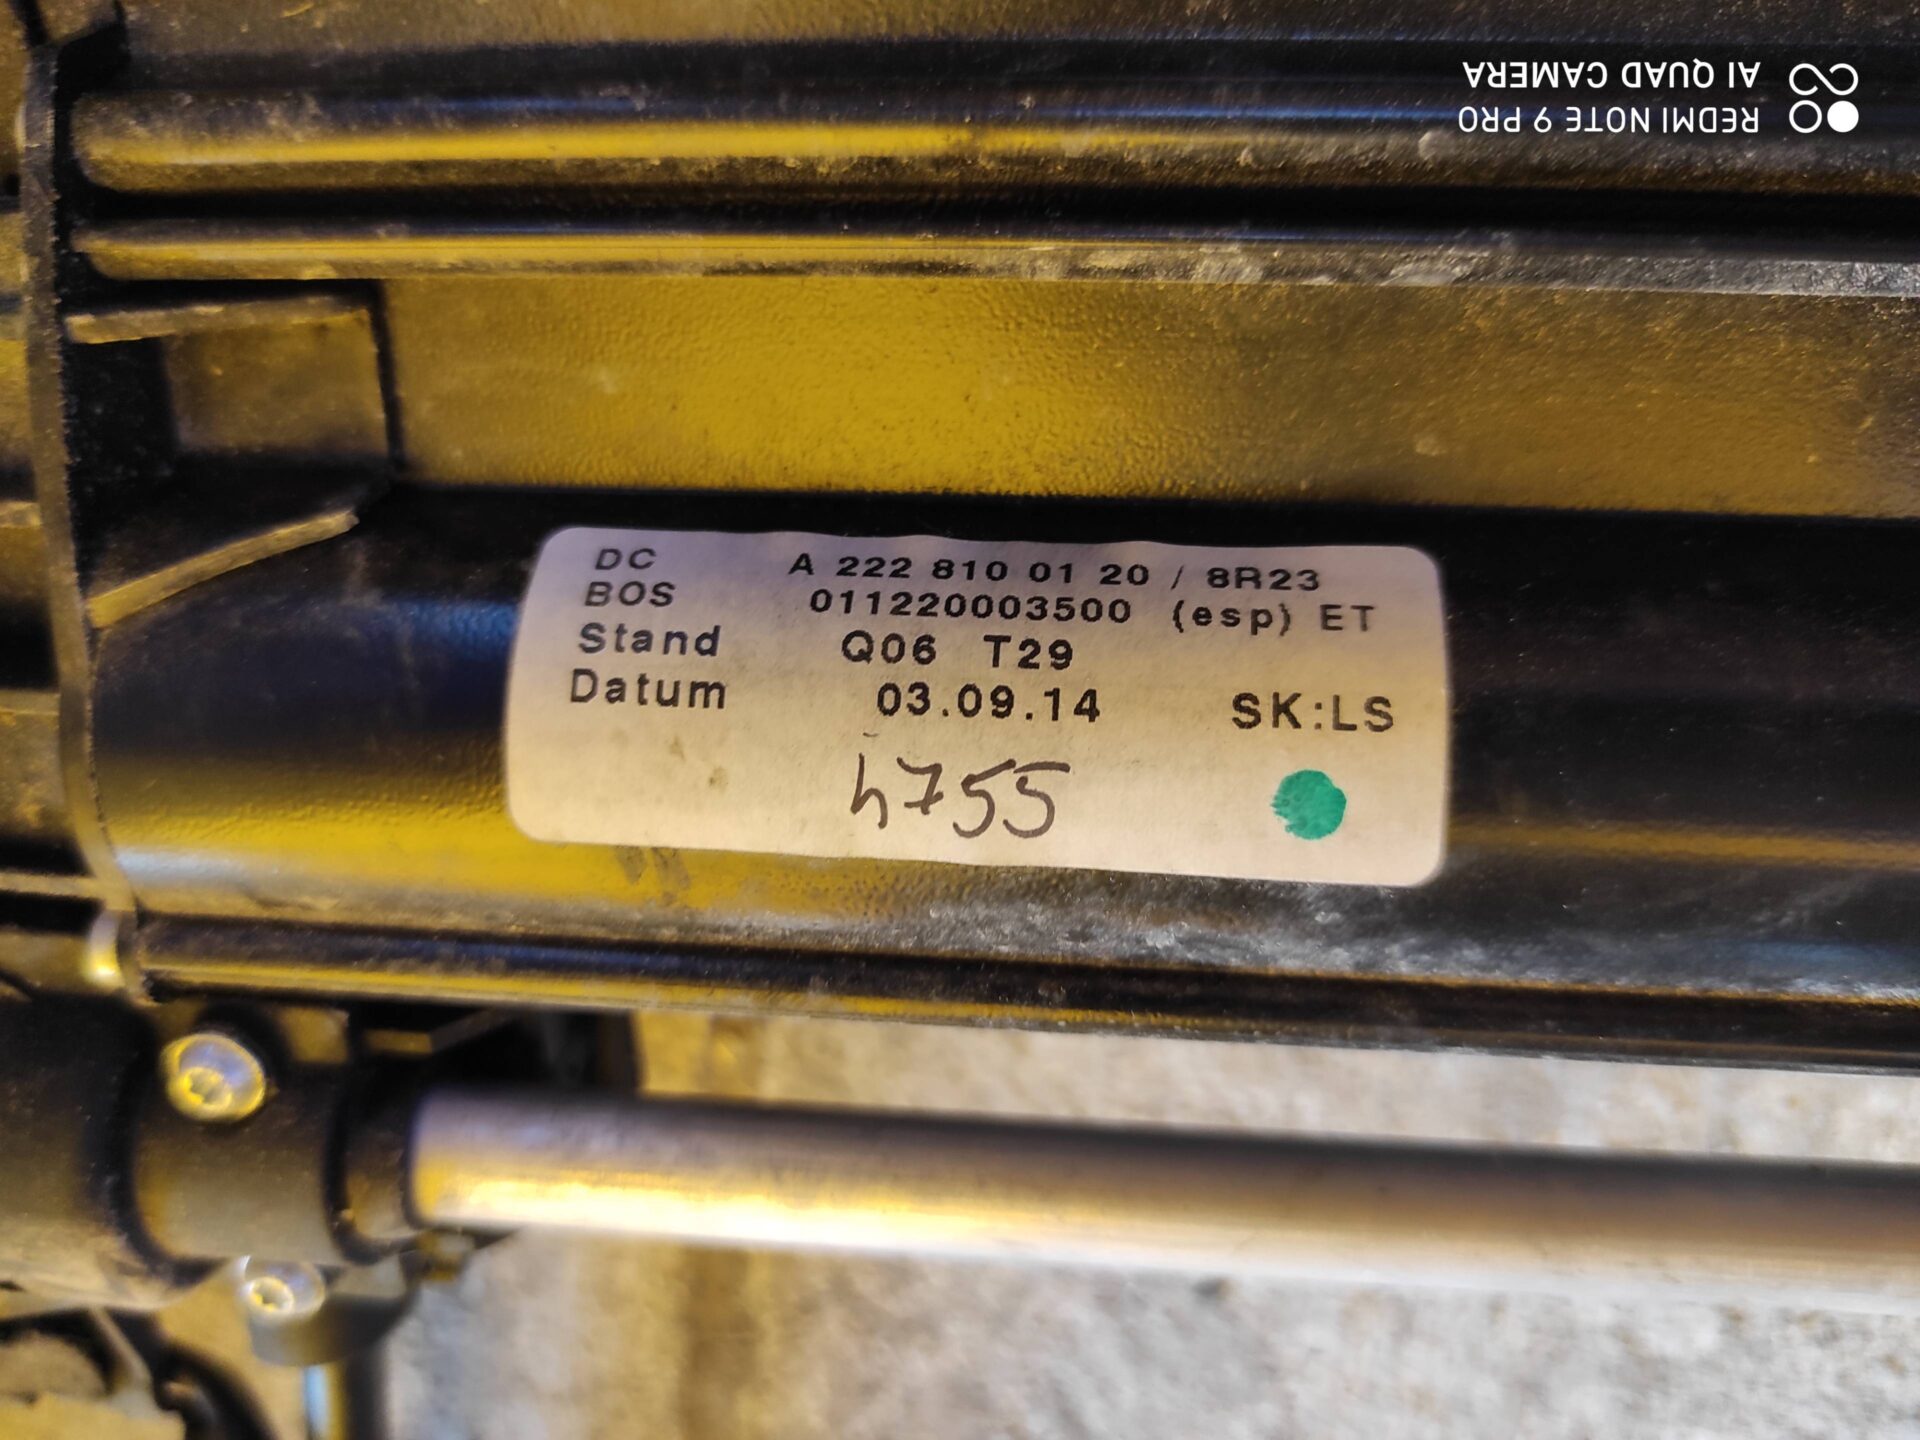 DC A 222 810 01 20 / 8R23
BOS 011220003500 (esp) ET
Stand Q06 T29
Datum 03.09.14 SK:LS
4755
REDMI NOTE 9 PRO
AI QUAD CAMERA